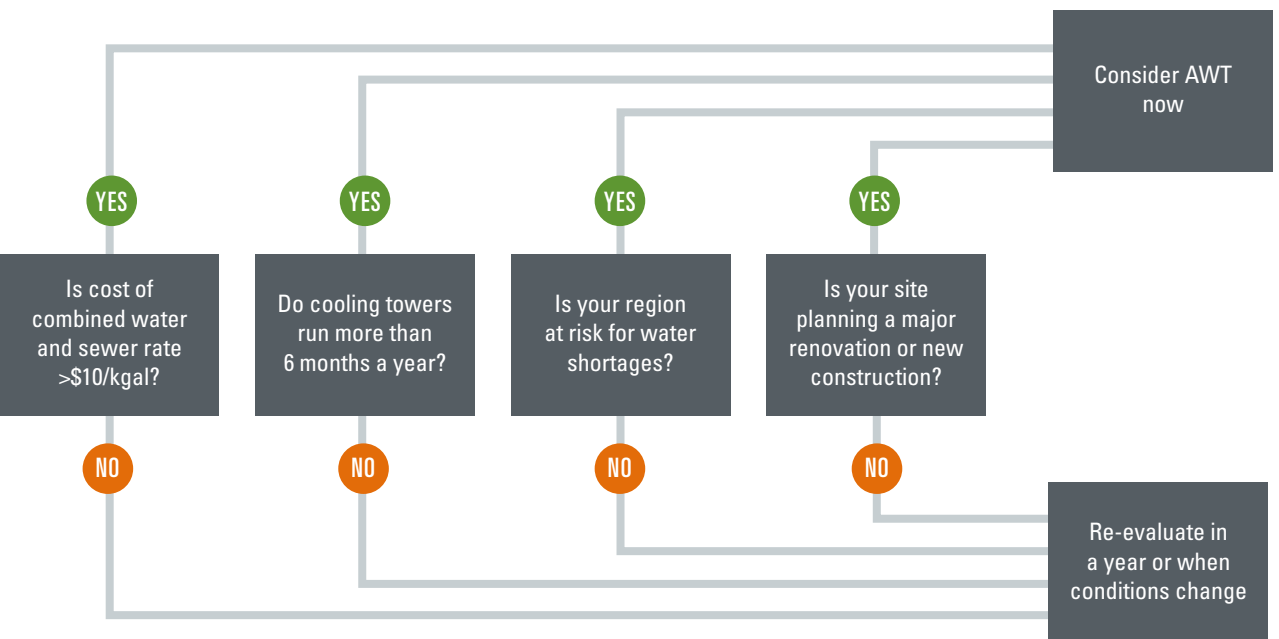 Consider AWT
now
YES
YES
YES
YES
Is cost of
combined water
and sewer rate
>$10/kgal?
Do cooling towers
run more than
6 months a year?
Is your region
at risk for water
shortages?
Is your site
planning a major
renovation or new
construction?
NO
NO
NO
NO
Re-evaluate in
a year or when
conditions change